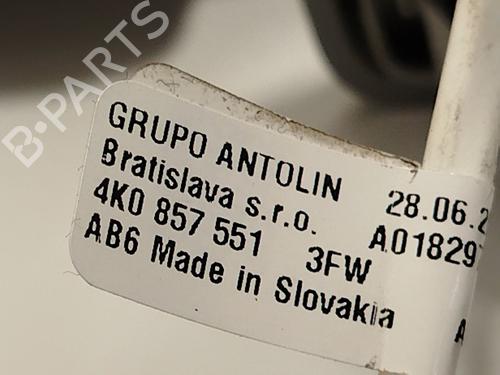 B-PARTS
GRUPO ANTOLIN
Bratislava s.r.o. 28.06.2
4K0 857 551 3FW A01829
AB6 Made in Slovakia A